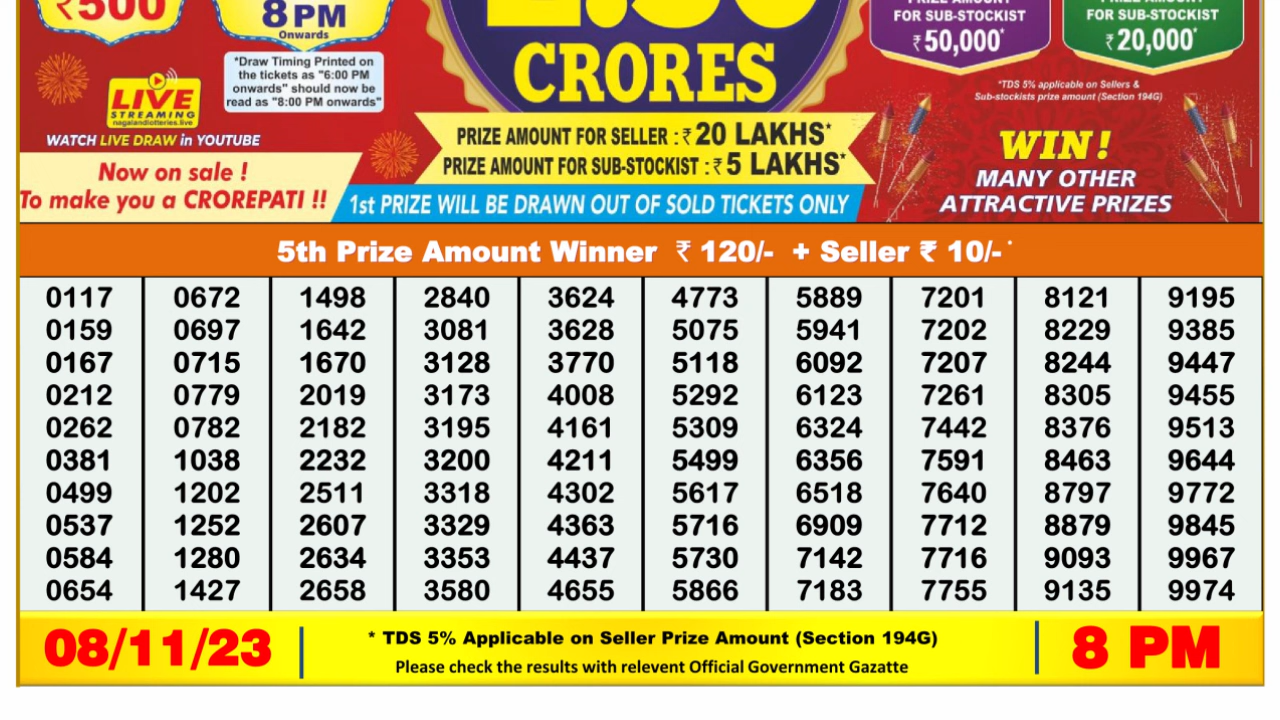 ₹500
8 PM
Onwards
*Draw Timing Printed on
the tickets as "6:00 PM
onwards" should now be
read as "8:00 PM onwards"
LIVE
STREAMING
nagalandlotteries.live
WATCH LIVE DRAW in YOUTUBE
Now on sale !
To make you a CROREPATI !!
CRORES
PRIZE AMOUNT FOR SELLER : ₹ 20 LAKHS*
PRIZE AMOUNT FOR SUB-STOCKIST : ₹ 5 LAKHS*
1st PRIZE WILL BE DRAWN OUT OF SOLD TICKETS ONLY
FOR SUB-STOCKIST
₹ 50,000*
FOR SUB-STOCKIST
₹ 20,000*
*TDS 5% applicable on Sellers &
Sub-stockists prize amount (Section 194G)
WIN !
MANY OTHER
ATTRACTIVE PRIZES
5th Prize Amount Winner ₹ 120/- + Seller ₹ 10/- *
0117 0672 1498 2840 3624 4773 5889 7201 8121 9195
0159 0697 1642 3081 3628 5075 5941 7202 8229 9385
0167 0715 1670 3128 3770 5118 6092 7207 8244 9447
0212 0779 2019 3173 4008 5292 6123 7261 8305 9455
0262 0782 2182 3195 4161 5309 6324 7442 8376 9513
0381 1038 2232 3200 4211 5499 6356 7591 8463 9644
0499 1202 2511 3318 4302 5617 6518 7640 8797 9772
0537 1252 2607 3329 4363 5716 6909 7712 8879 9845
0584 1280 2634 3353 4437 5730 7142 7716 9093 9967
0654 1427 2658 3580 4655 5866 7183 7755 9135 9974
08/11/23
* TDS 5% Applicable on Seller Prize Amount (Section 194G)
Please check the results with relevent Official Government Gazatte
8 PM